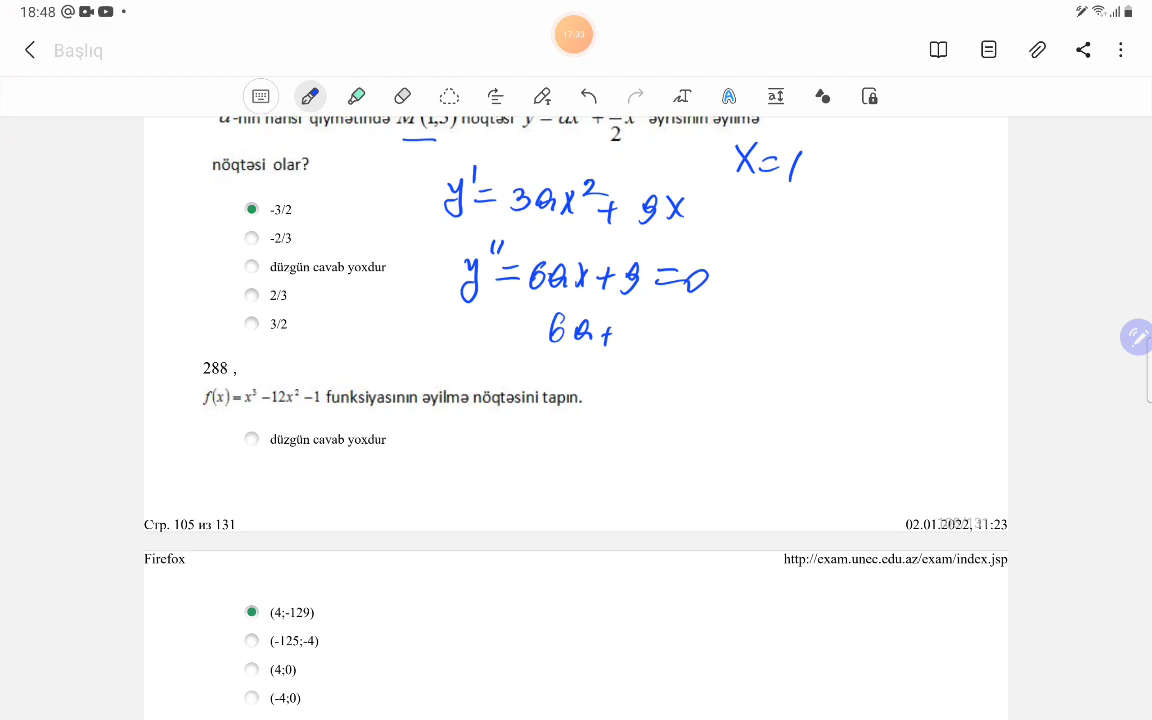 18:48
17:33
Başlıq
a-nın hansı qiymətində M (1,3) nöqtəsi y = ax + 2 x əyrisinin əyilmə
nöqtəsi olar?
x=1
y'= 3ax²+ 9x
-3/2
-2/3
y"= 6ax+9 =0
düzgün cavab yoxdur
2/3
3/2
6a+
288 ,
f(x) = x³ −12x² −1 funksiyasının əyilmə nöqtəsini tapın.
düzgün cavab yoxdur
Стр. 105 из 131
02.01.2022, 11:23
Firefox
http://exam.unec.edu.az/exam/index.jsp
(4;-129)
(-125;-4)
(4;0)
(-4;0)